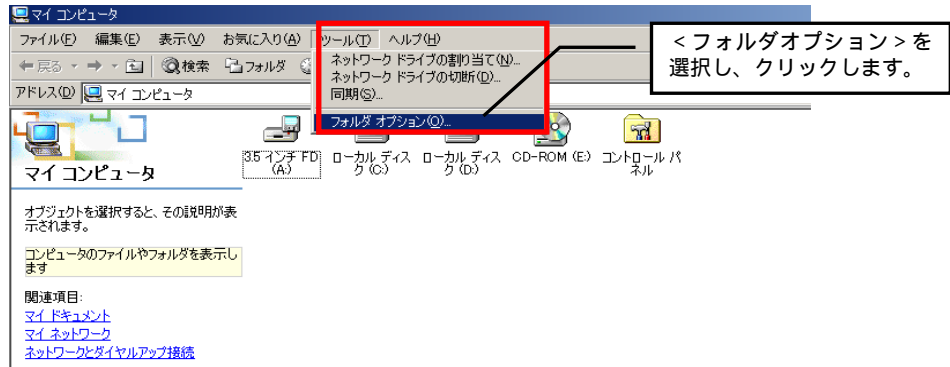 マイ コンピュータ
ファイル(F) 編集(E) 表示(V) お気に入り(A) ツール(T) ヘルプ(H)
戻る 検索 フォルダ
アドレス(D) マイ コンピュータ
ネットワーク ドライブの割り当て(N)...
ネットワーク ドライブの切断(D)...
同期(S)...
フォルダ オプション(O)...
<フォルダオプション>を
選択し、クリックします。
マイ コンピュータ
3.5 インチ FD
(A:)
ローカル ディス
ク (C:)
ローカル ディス
ク (D:)
CD-ROM (E:)
コントロール パ
ネル
オブジェクトを選択すると、その説明が表
示されます。
コンピュータのファイルやフォルダを表示し
ます
関連項目:
マイ ドキュメント
マイ ネットワーク
ネットワークとダイヤルアップ接続